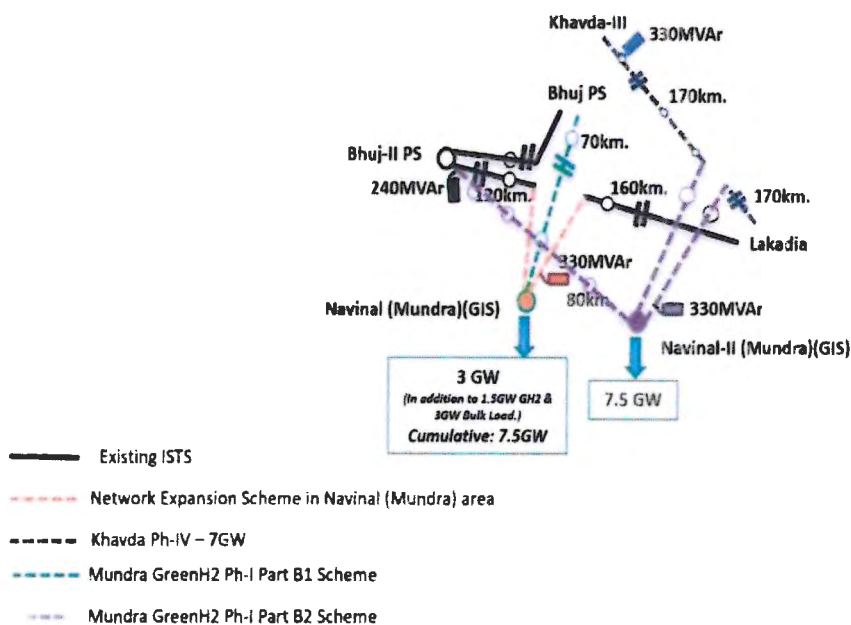 Khavda-III
330MVAr
170km.
Bhuj PS
70km.
Bhuj-II PS
240MVAr
120km.
160km.
170km.
Lakadia
330MVAr
80km
330MVAr
Navinal (Mundra)(GIS)
Navinal-II (Mundra)(GIS)
3 GW
(In addition to 1.5GW GH2 &
3GW Bulk Load.)
Cumulative: 7.5GW
7.5 GW
Existing ISTS
Network Expansion Scheme in Navinal (Mundra) area
Khavda Ph-IV – 7GW
Mundra GreenH2 Ph-I Part B1 Scheme
Mundra GreenH2 Ph-I Part B2 Scheme